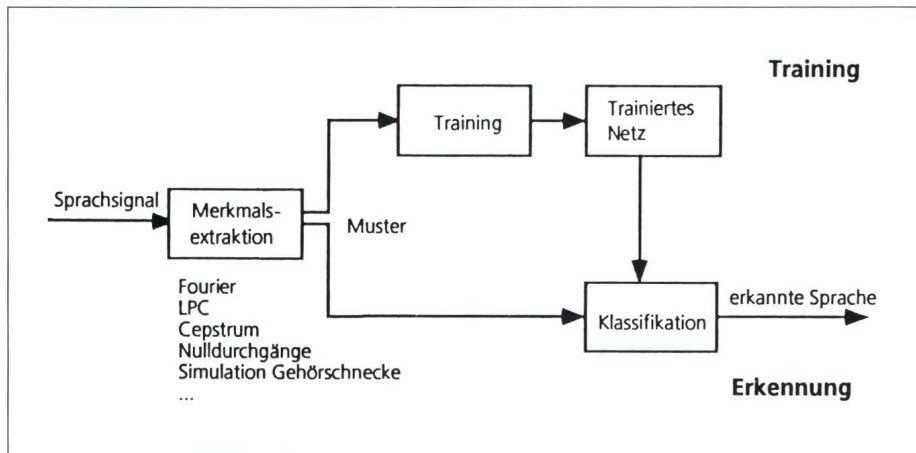 Training
Training
Trainiertes
Netz
Sprachsignal
Merkmals-
extraktion
Muster
Fourier
LPC
Cepstrum
Nulldurchgänge
Simulation Gehörschnecke
...
Klassifikation
erkannte Sprache
Erkennung